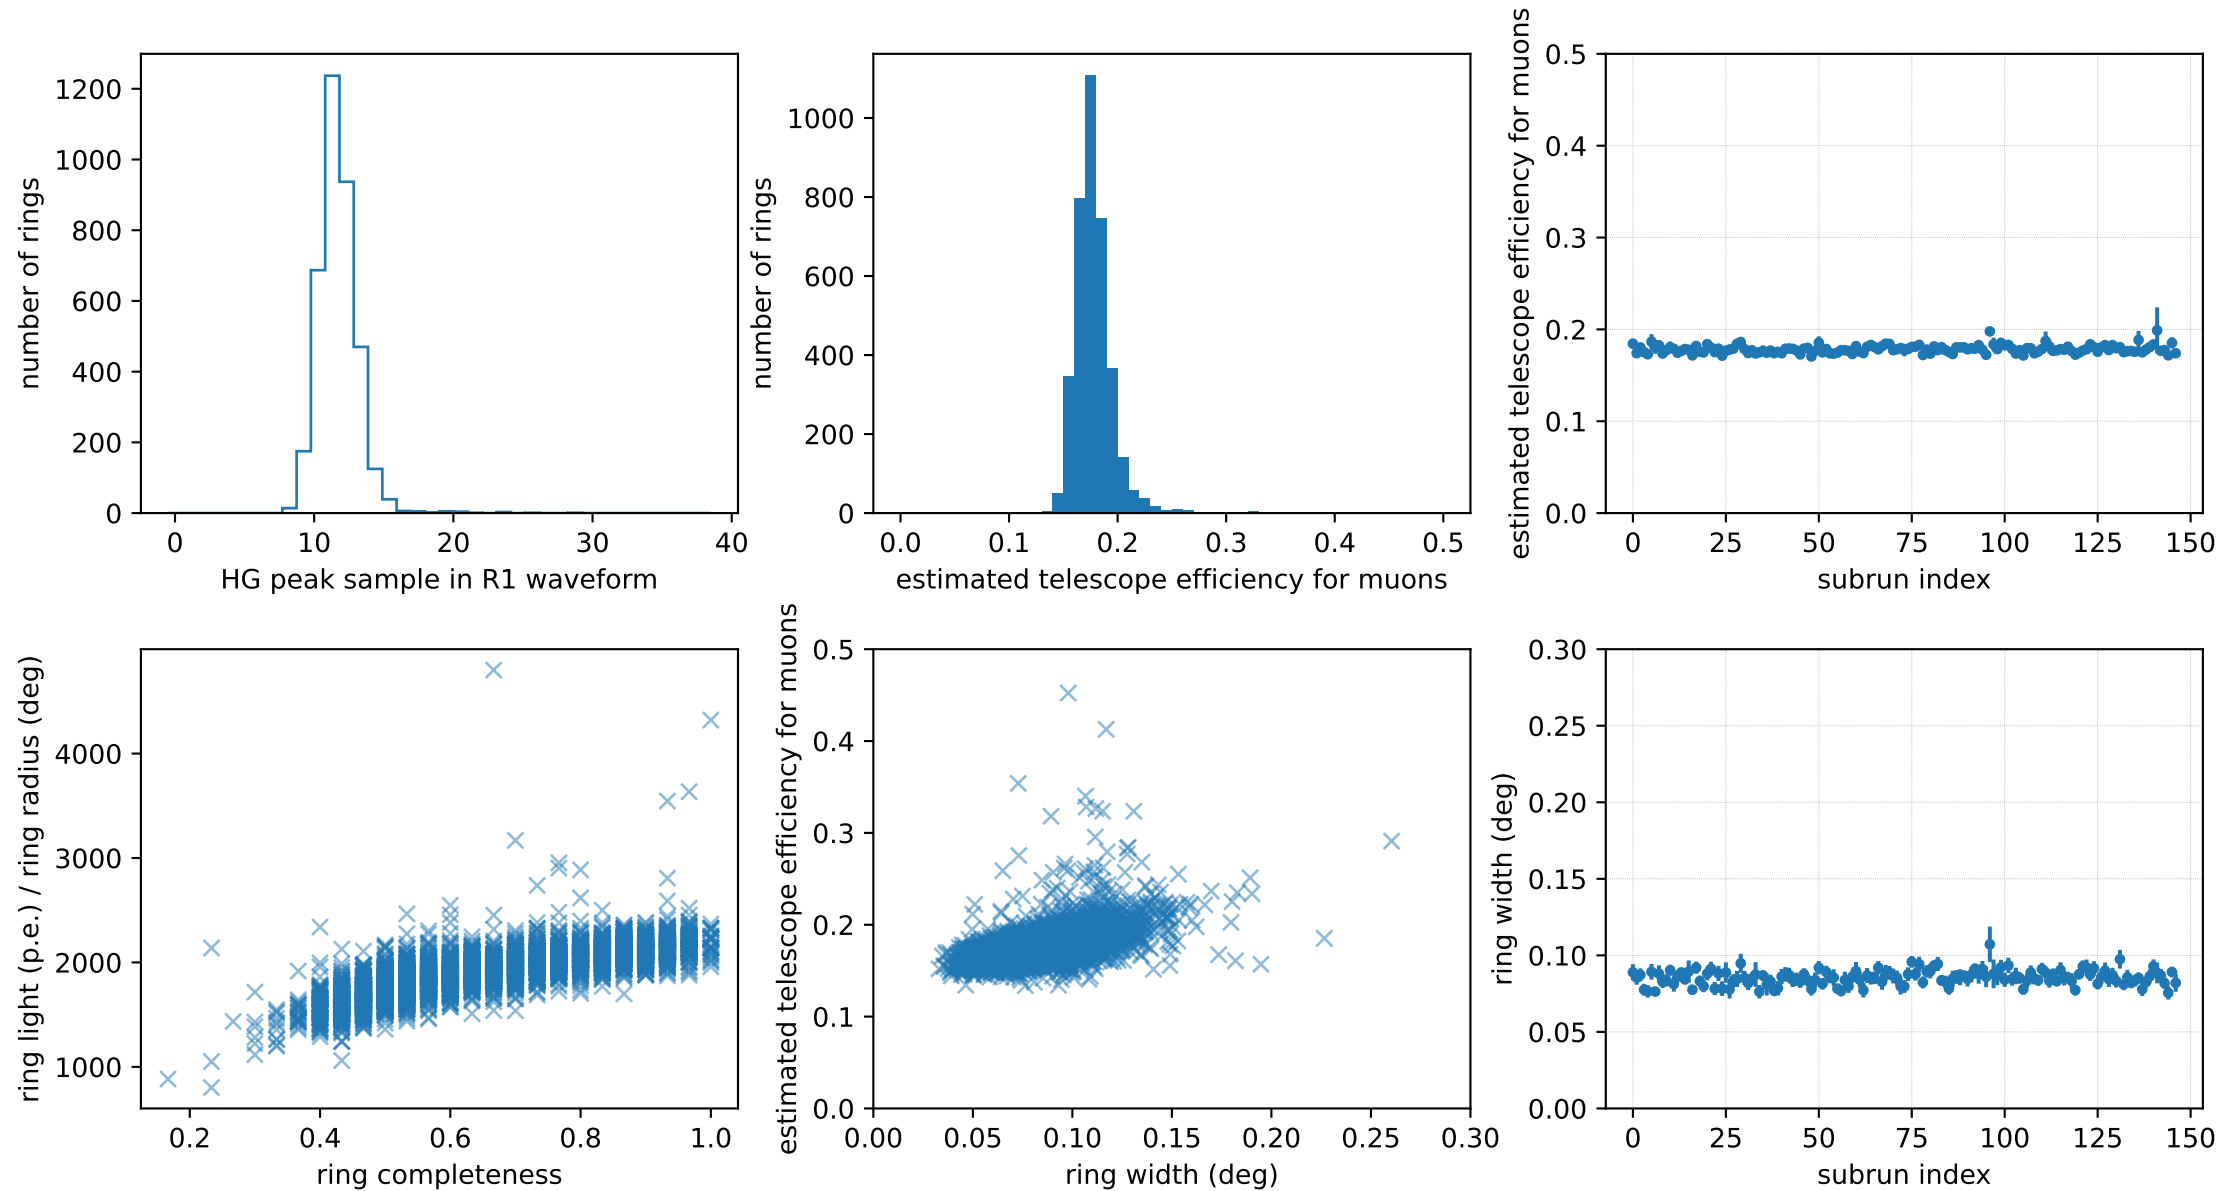 1200
1000
800
600
400
200
0
number of rings
0 10 20 30 40
HG peak sample in R1 waveform
1000
800
600
400
200
0
number of rings
0.0 0.1 0.2 0.3 0.4 0.5
estimated telescope efficiency for muons
0.5
0.4
0.3
0.2
0.1
0.0
estimated telescope efficiency for muons
0 25 50 75 100 125 150
subrun index
4000
3000
2000
1000
ring light (p.e.) / ring radius (deg)
0.2 0.4 0.6 0.8 1.0
ring completeness
0.5
0.4
0.3
0.2
0.1
0.0
estimated telescope efficiency for muons
0.00 0.05 0.10 0.15 0.20 0.25 0.30
ring width (deg)
0.30
0.25
0.20
0.15
0.10
0.05
0.00
ring width (deg)
0 25 50 75 100 125 150
subrun index